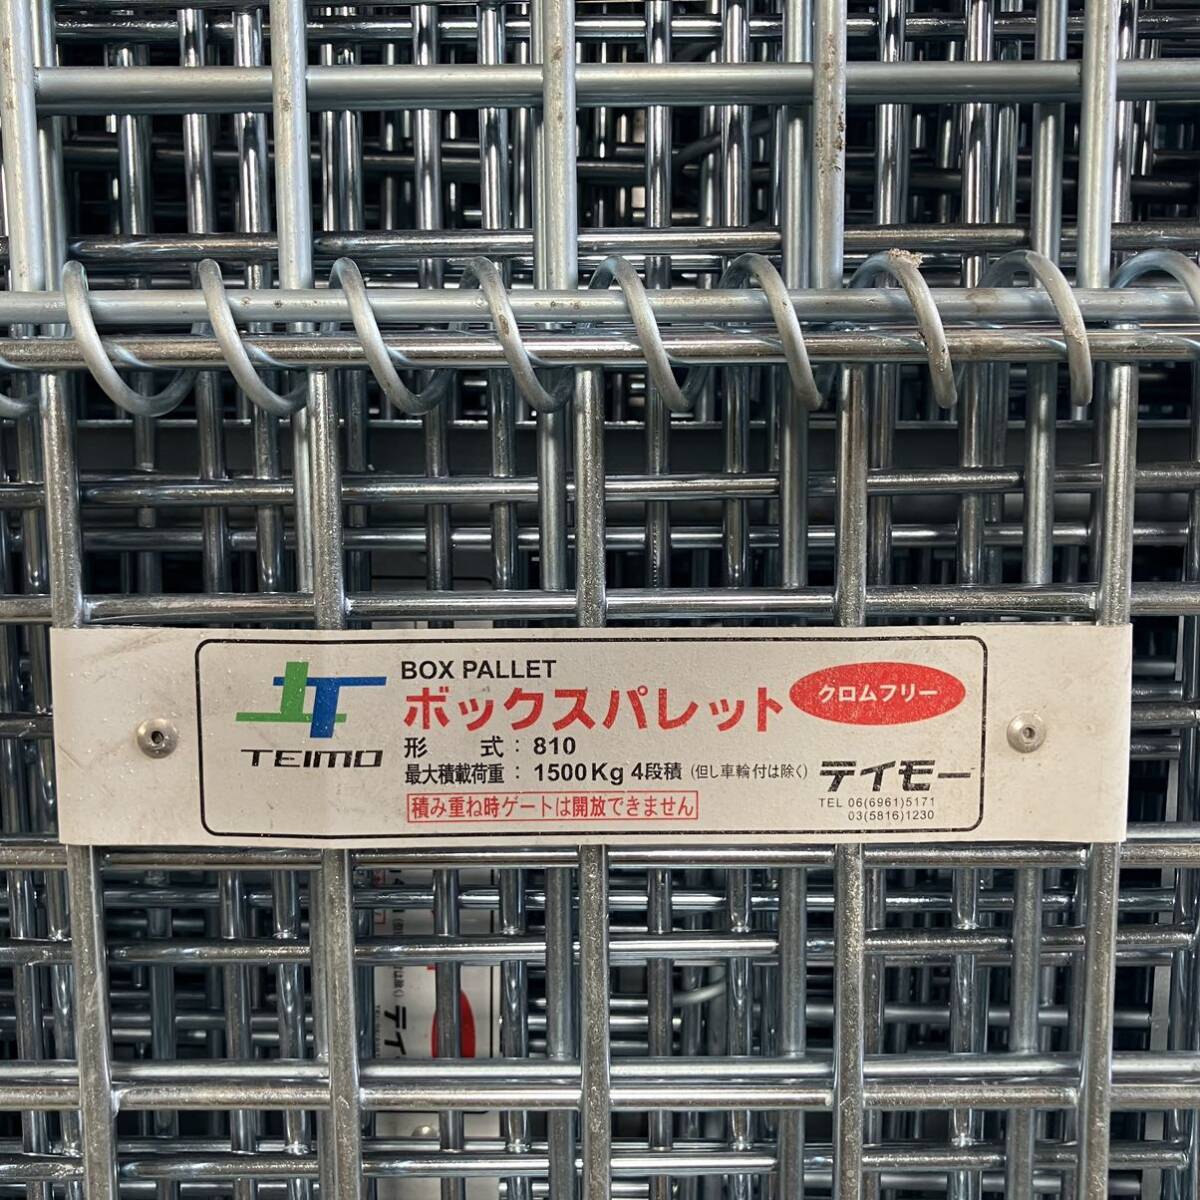 BOX PALLET
ボックスパレット
クロムフリー
TEIMO
形 式：810
最大積載荷重：1500Kg 4段積（但し車輪付は除く）
積み重ね時ゲートは開放できません
テイモー
TEL 06(6961)5171
03(5816)1230